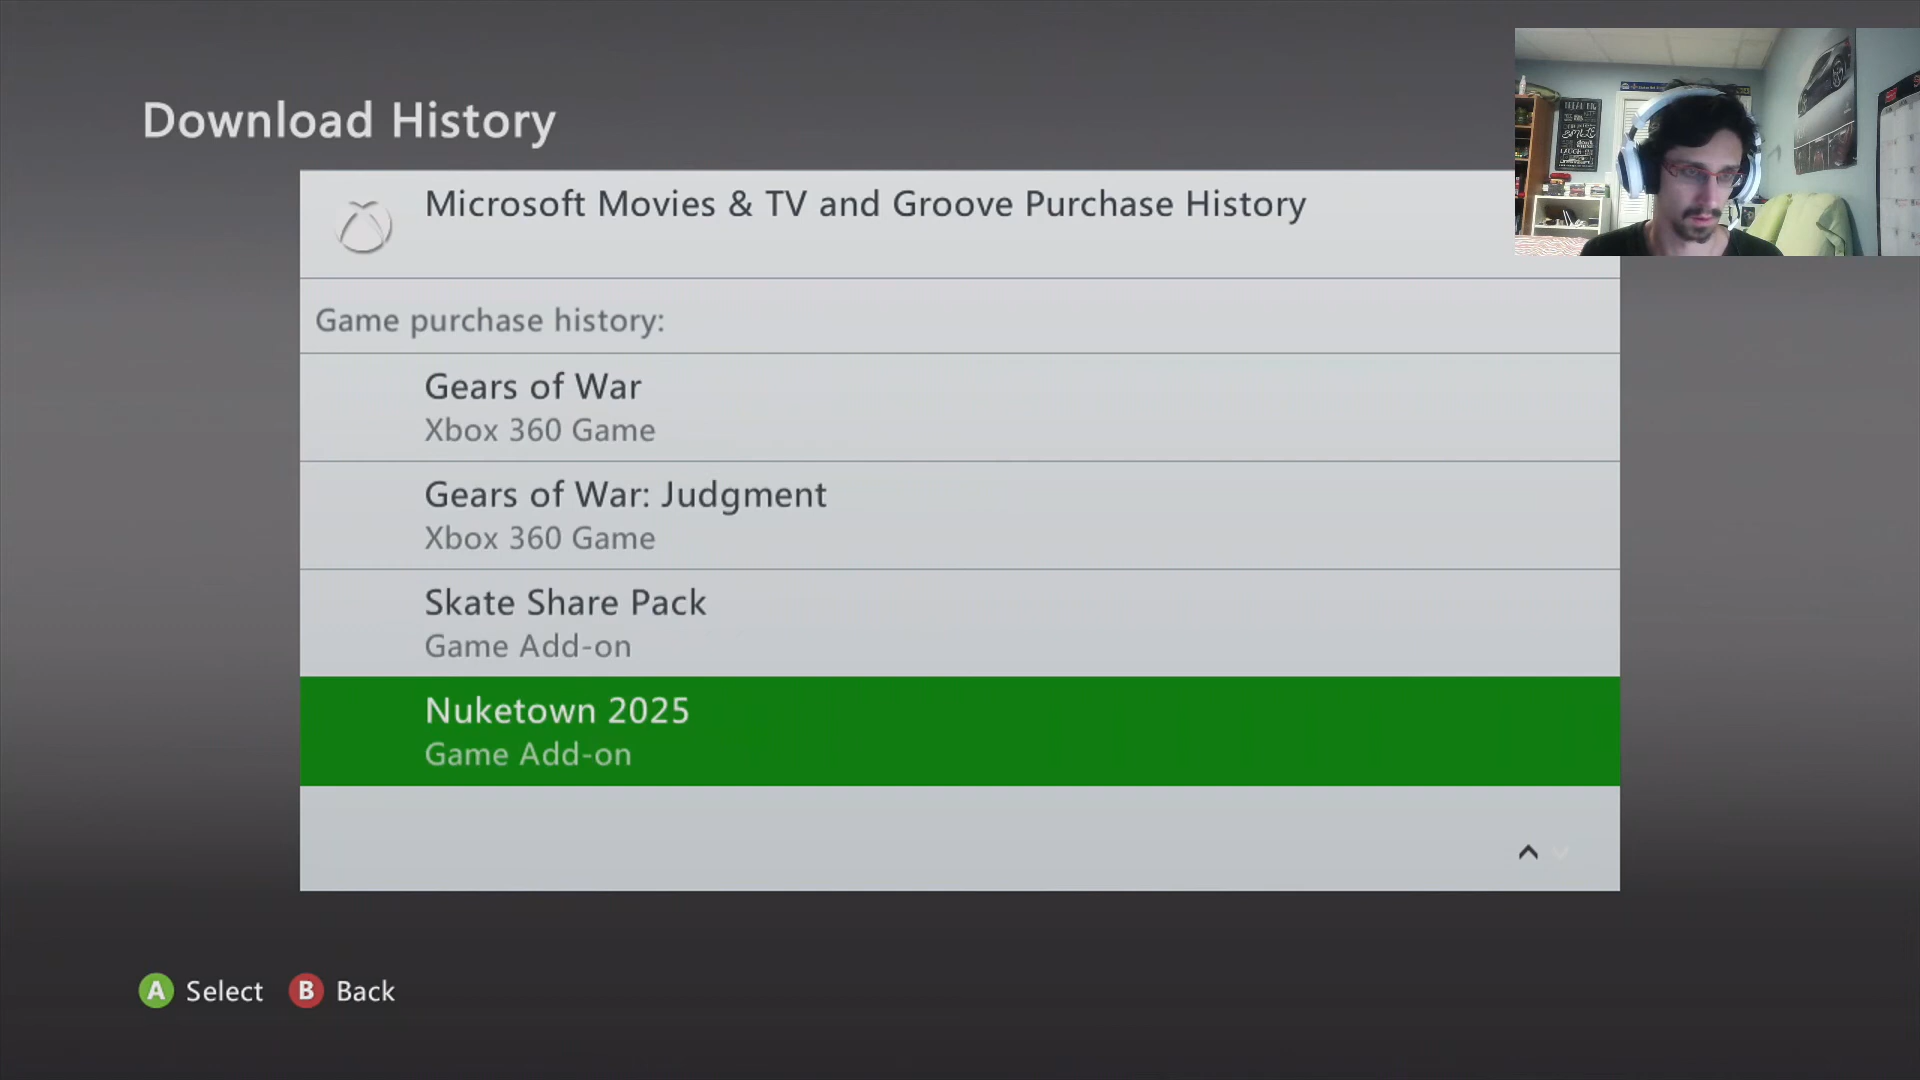 Download History
Microsoft Movies & TV and Groove Purchase History
Game purchase history:
Gears of War
Xbox 360 Game
Gears of War: Judgment
Xbox 360 Game
Skate Share Pack
Game Add-on
Nuketown 2025
Game Add-on
A Select B Back